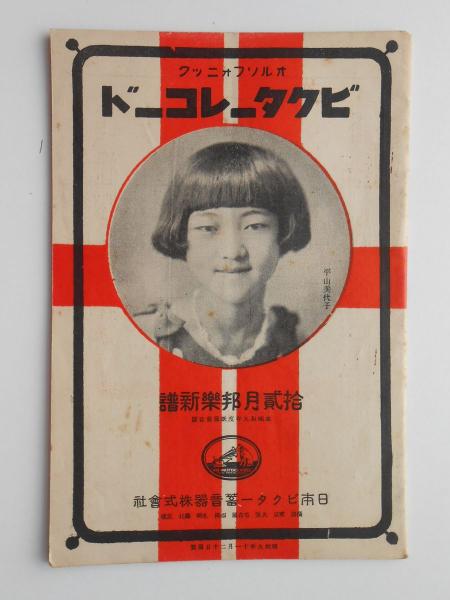 オルソフォニック
ビクターレコード
平山美代子
拾貳月邦樂新譜
日本ビクター蓄音器株式會社